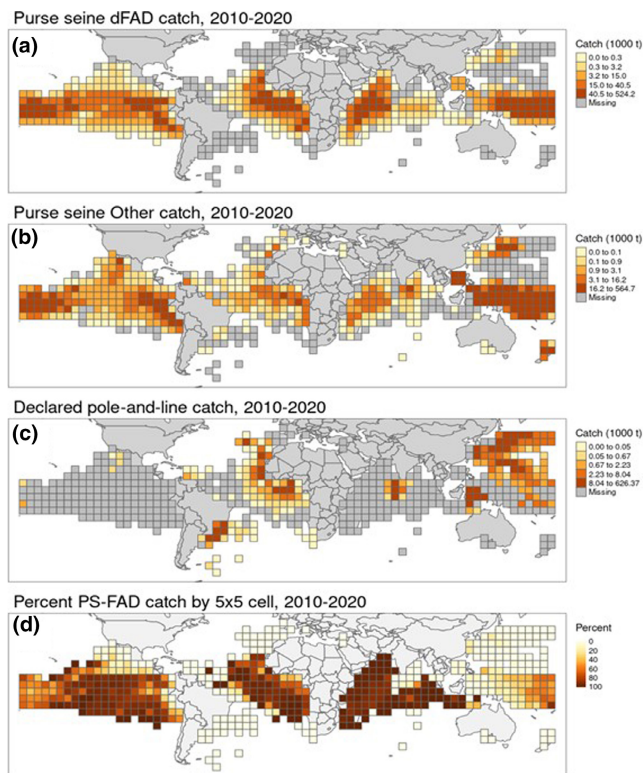 Purse seine dFAD catch, 2010-2020
(a)
Catch (1000 t)
0.0 to 0.3
0.3 to 3.2
3.2 to 15.0
15.0 to 40.5
40.5 to 524.2
Missing
Purse seine Other catch, 2010-2020
(b)
Catch (1000 t)
0.0 to 0.1
0.1 to 0.9
0.9 to 3.1
3.1 to 16.2
16.2 to 564.7
Missing
Declared pole-and-line catch, 2010-2020
(c)
Catch (1000 t)
0.00 to 0.05
0.05 to 0.67
0.67 to 2.23
2.23 to 8.04
8.04 to 626.37
Missing
Percent PS-FAD catch by 5x5 cell, 2010-2020
(d)
Percent
0
20
40
60
80
100